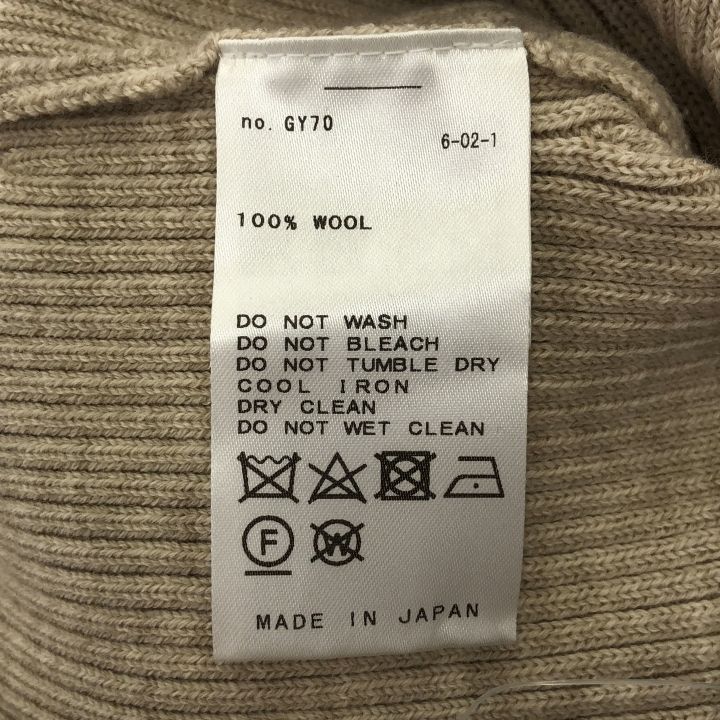 no. GY70
6-02-1
100% WOOL
DO NOT WASH
DO NOT BLEACH
DO NOT TUMBLE DRY
COOL IRON
DRY CLEAN
DO NOT WET CLEAN
F
W
MADE IN JAPAN